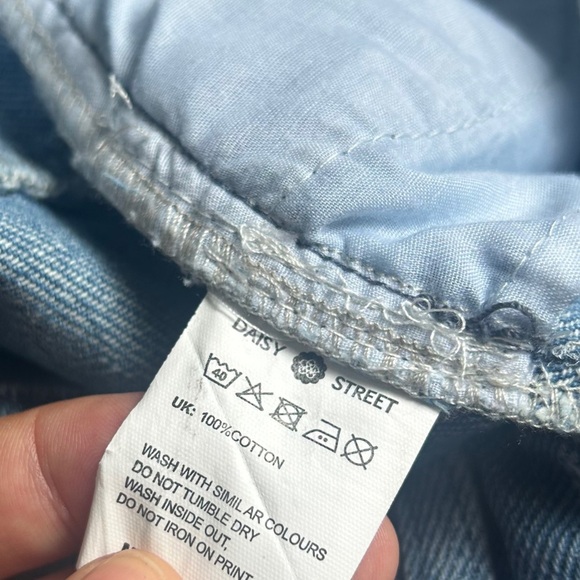 DAISY STREET
40
UK: 100%COTTON
WASH WITH SIMILAR COLOURS
DO NOT TUMBLE DRY
WASH INSIDE OUT,
DO NOT IRON ON PRINT